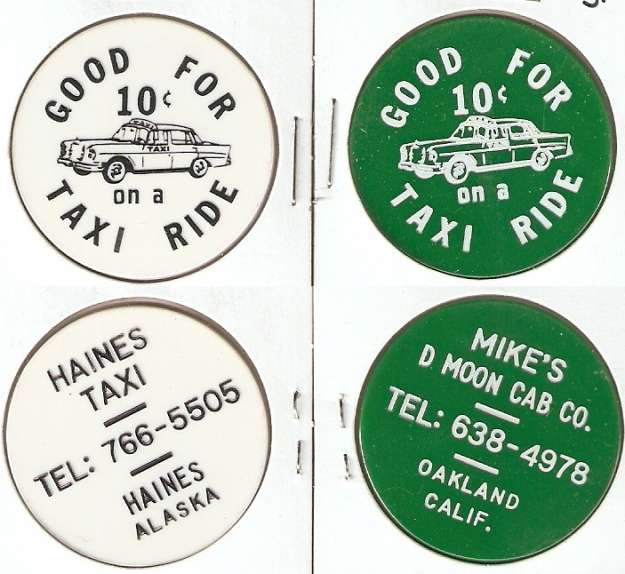 GOOD FOR
10¢
TAXI
on a
TAXI RIDE
GOOD FOR
10¢
on a
TAXI RIDE
HAINES
TAXI
TEL: 766-5505
HAINES
ALASKA
MIKE'S
D MOON CAB CO.
TEL: 638-4978
OAKLAND
CALIF.